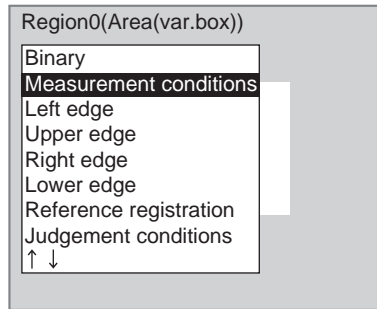 Region0(Area(var.box))
Binary
Measurement conditions
Left edge
Upper edge
Right edge
Lower edge
Reference registration
Judgement conditions
↑ ↓